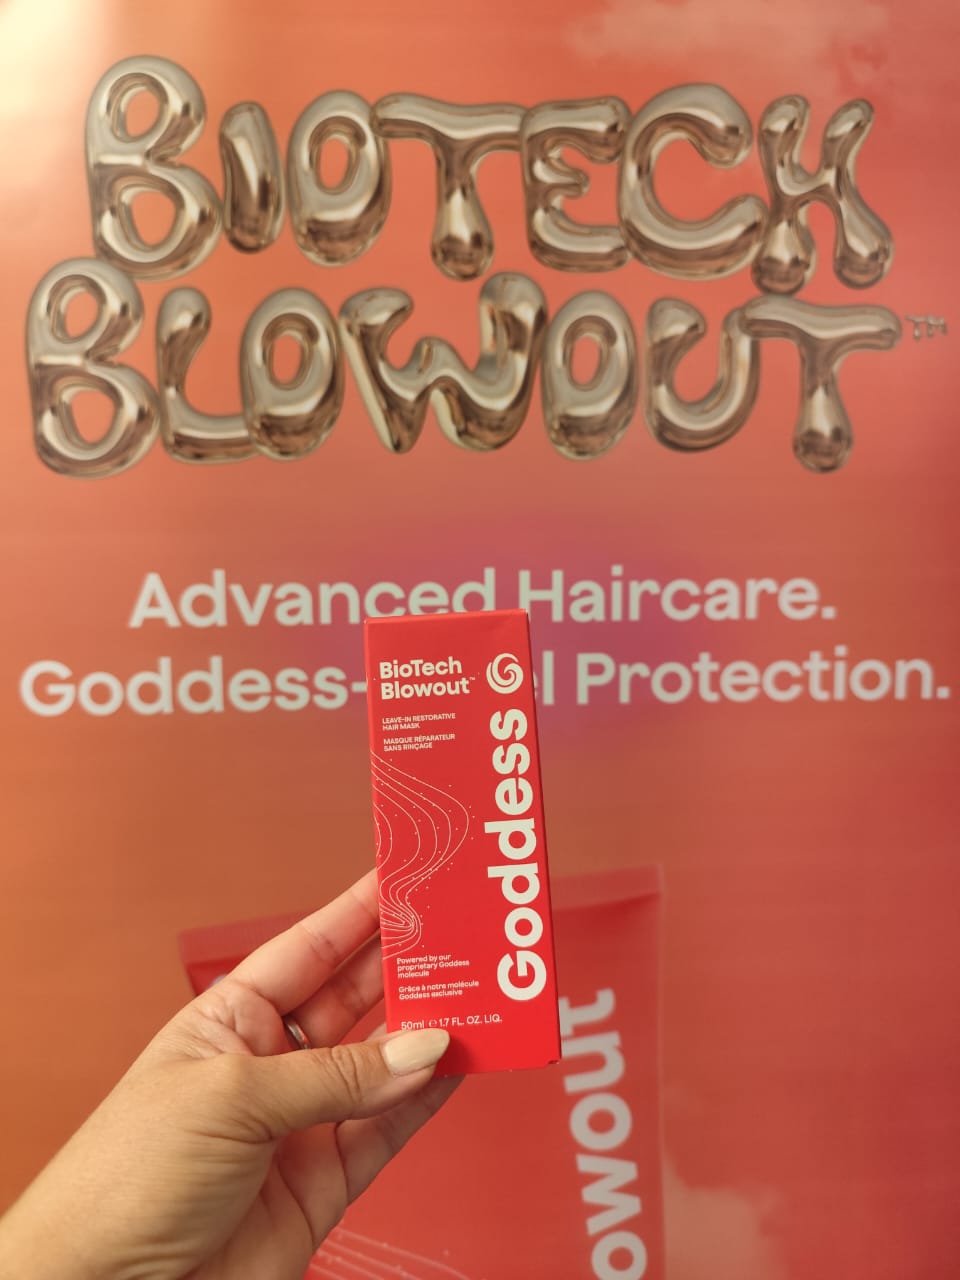 BIOTECH
BLOWOUT™
Advanced Haircare.
Goddess- l Protection.
BioTech
Blowout™
LEAVE-IN RESTORATIVE
HAIR MASK
MASQUE RÉPARATEUR
SANS RINÇAGE
Goddess
Powered by our
proprietary Goddess
molecule
Grâce à notre molécule
Goddess exclusive
50ml ℮ 1.7 FL. OZ. LIQ.
owout